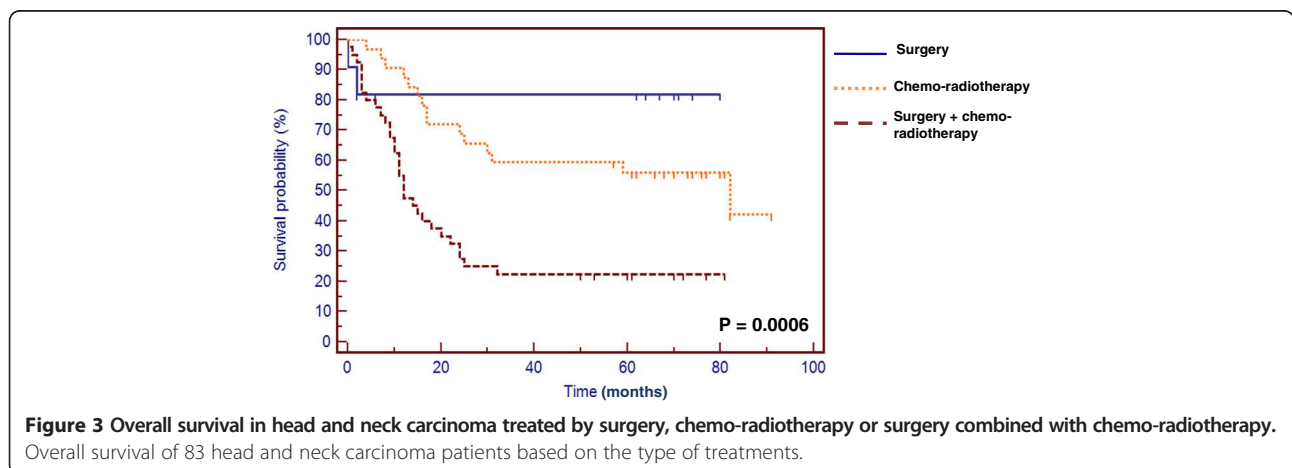 100
90
80
70
60
50
40
30
20
10
0
Survival probability (%)
0 20 40 60 80 100
Time (months)
P = 0.0006
Surgery
Chemo-radiotherapy
Surgery + chemo-
radiotherapy
Figure 3 Overall survival in head and neck carcinoma treated by surgery, chemo-radiotherapy or surgery combined with chemo-radiotherapy.
Overall survival of 83 head and neck carcinoma patients based on the type of treatments.